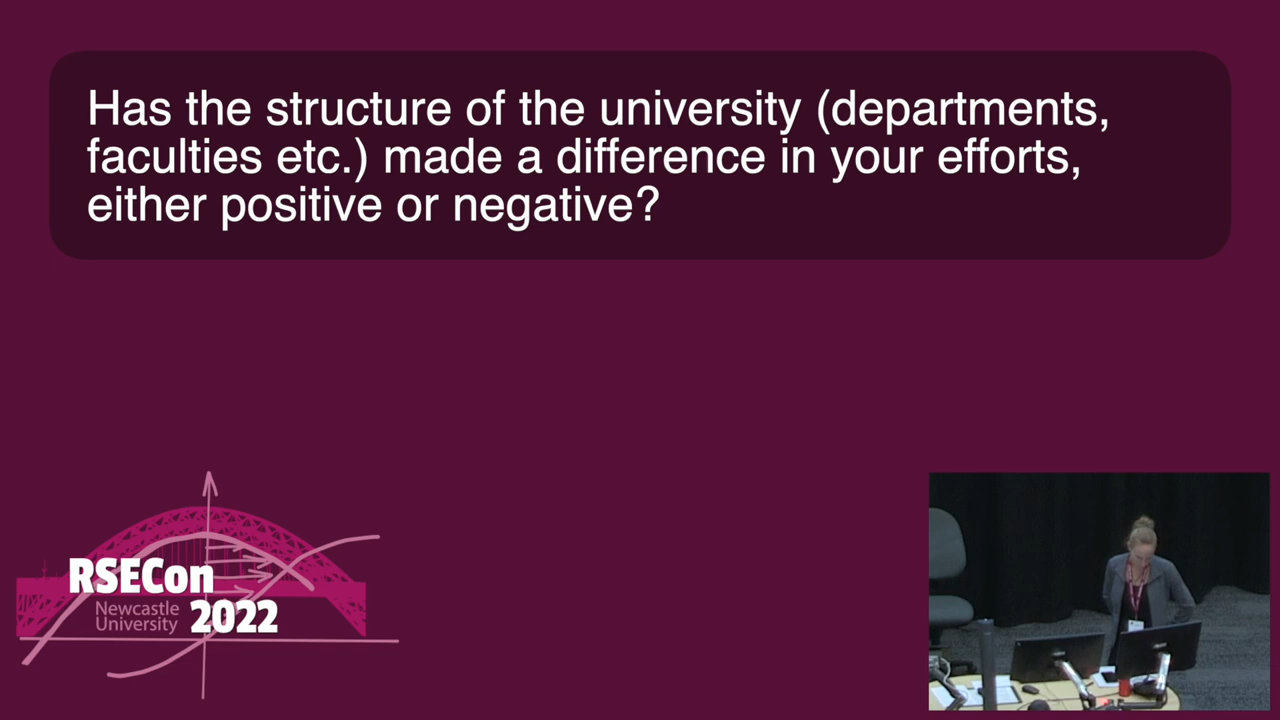 Has the structure of the university (departments,
faculties etc.) made a difference in your efforts,
either positive or negative?
RSECon
Newcastle
University
2022